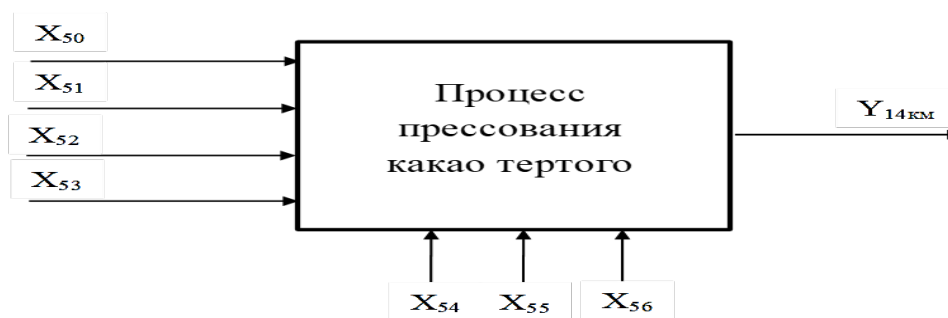 X50
X51
X52
X53
Процесс
прессования
какао тертого
Y14км
X54 X55 X56